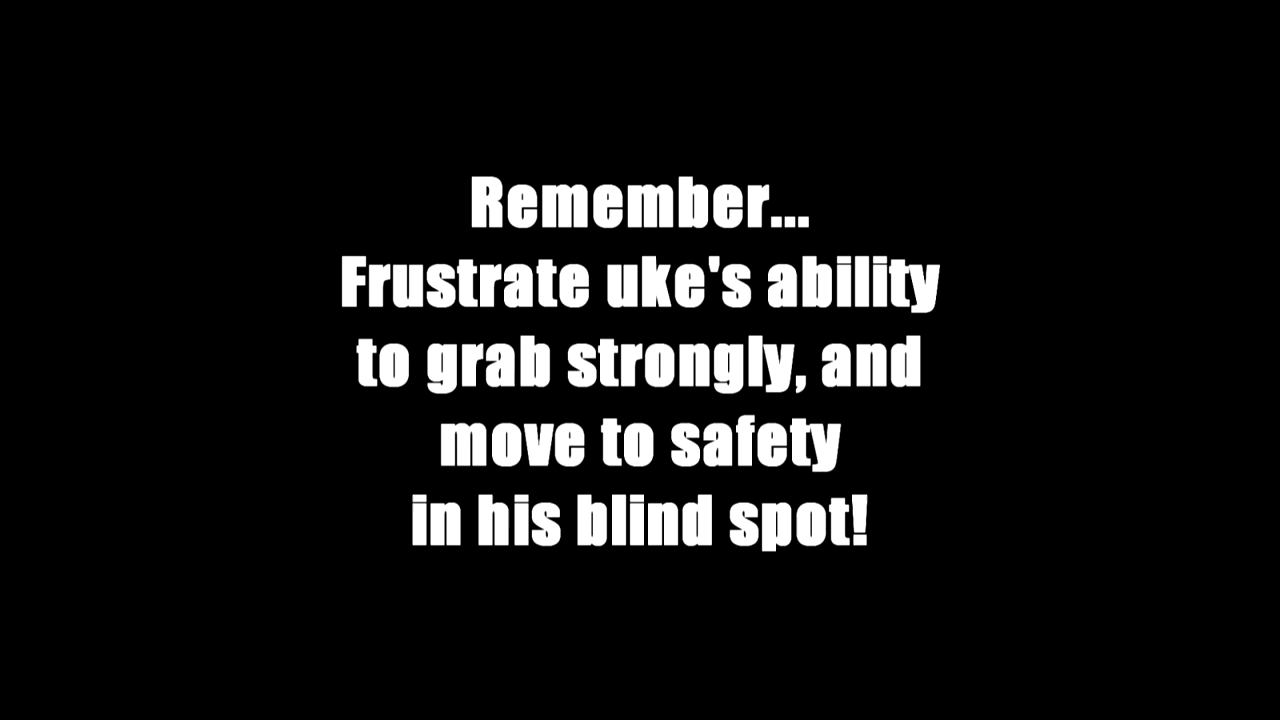 Remember...
Frustrate uke's ability
to grab strongly, and
move to safety
in his blind spot!